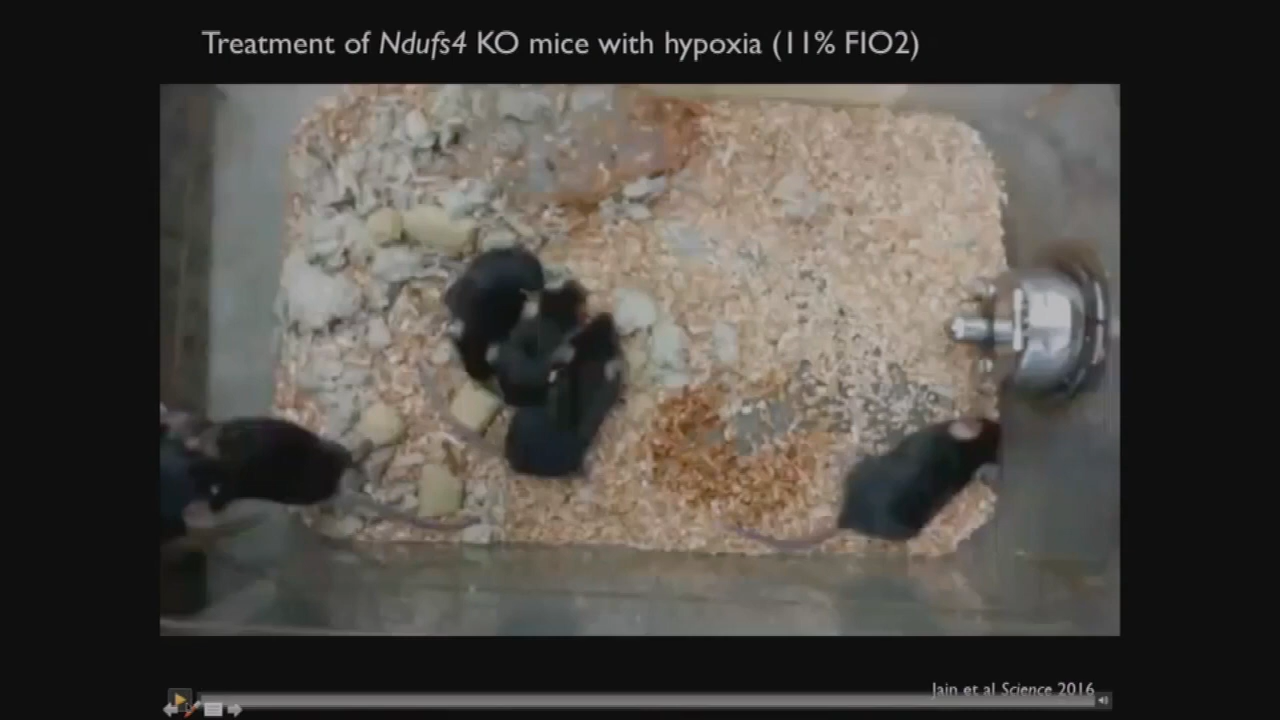 Treatment of Ndufs4 KO mice with hypoxia (11% FIO2)
Jain et al Science 2016